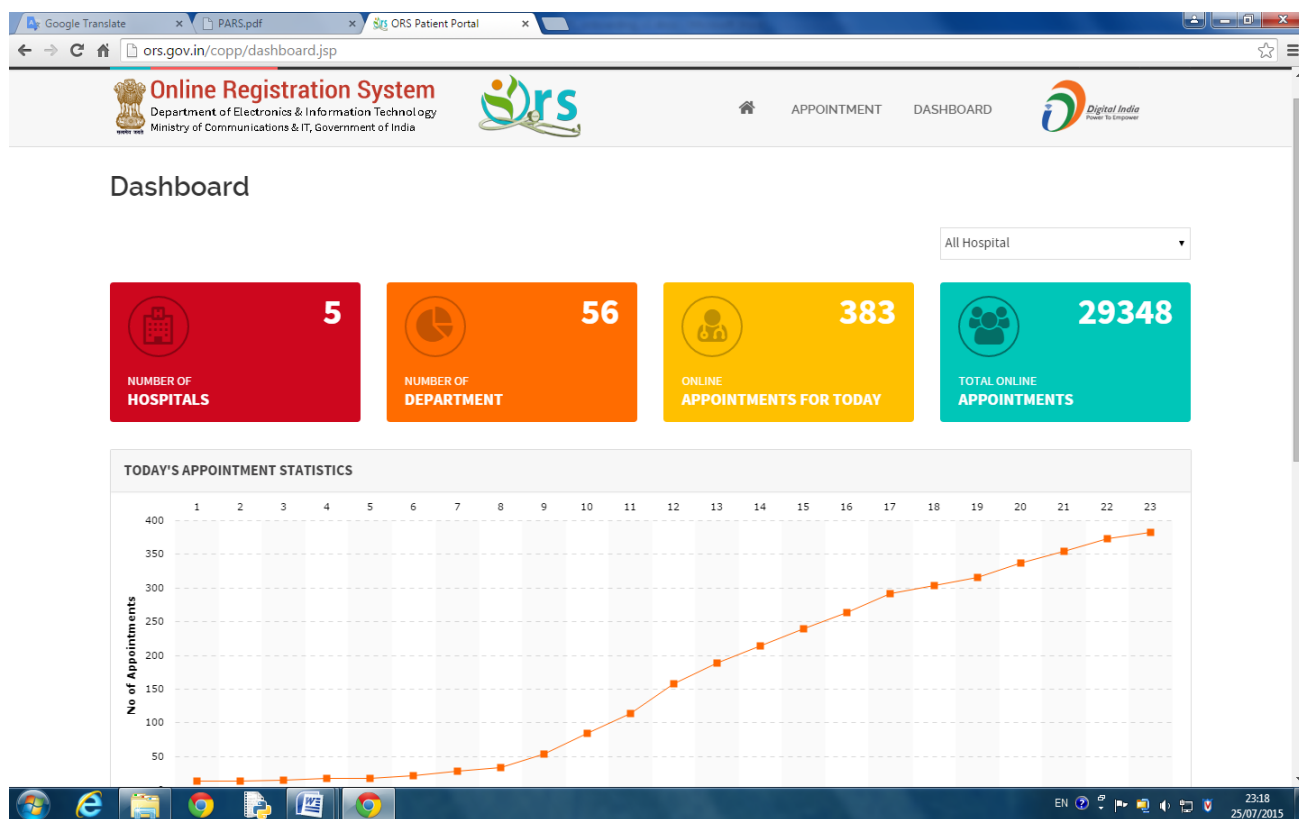 Google Translate PARS.pdf ORS Patient Portal
ors.gov.in/copp/dashboard.jsp
Online Registration System
Department of Electronics & Information Technology
Ministry of Communications & IT, Government of India
सत्यमेव जयते
Ors
APPOINTMENT DASHBOARD
Digital India
Power To Empower
Dashboard
All Hospital
5
NUMBER OF
HOSPITALS
56
NUMBER OF
DEPARTMENT
383
ONLINE
APPOINTMENTS FOR TODAY
29348
TOTAL ONLINE
APPOINTMENTS
TODAY'S APPOINTMENT STATISTICS
1 2 3 4 5 6 7 8 9 10 11 12 13 14 15 16 17 18 19 20 21 22 23
400
350
300
250
200
150
100
50
No of Appointments
EN 23:18
25/07/2015